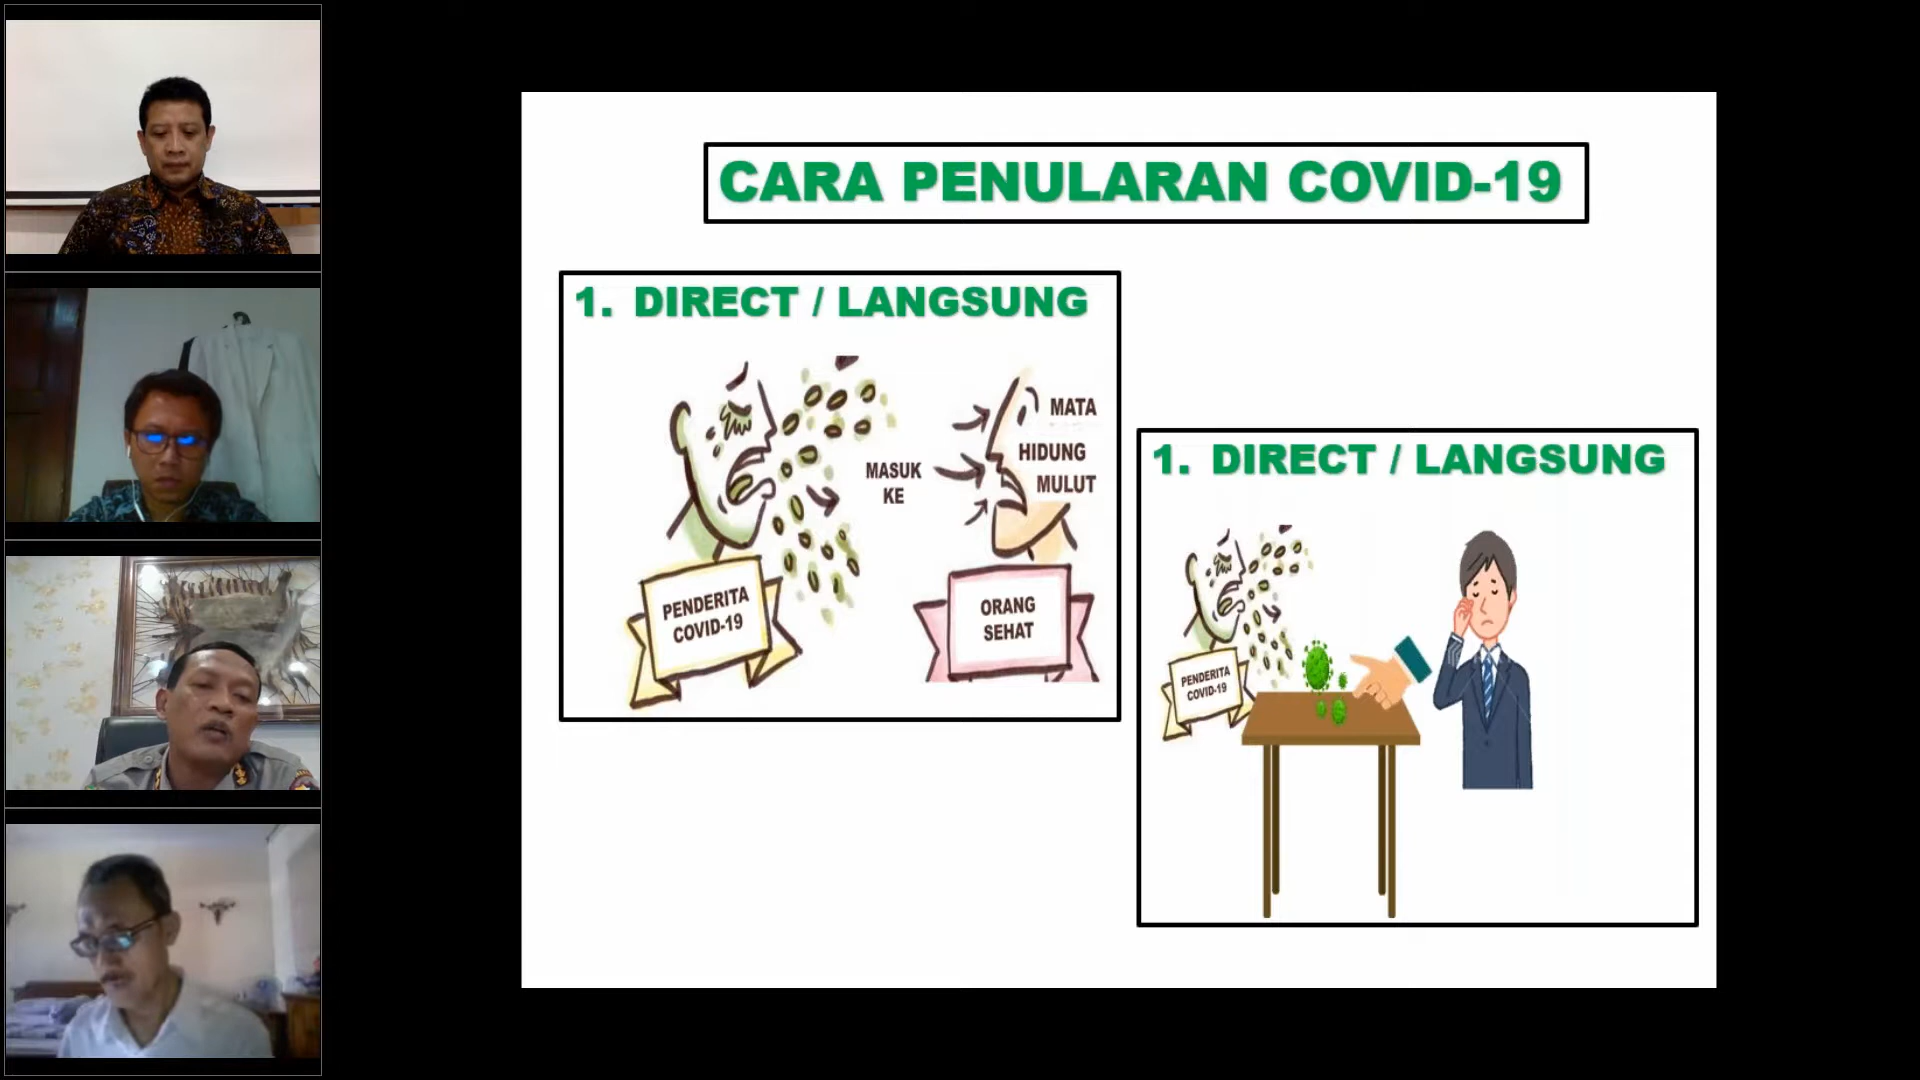 CARA PENULARAN COVID-19
1. DIRECT / LANGSUNG
MATA
HIDUNG
MULUT
MASUK
KE
PENDERITA
COVID-19
ORANG
SEHAT
1. DIRECT / LANGSUNG
PENDERITA
COVID-19